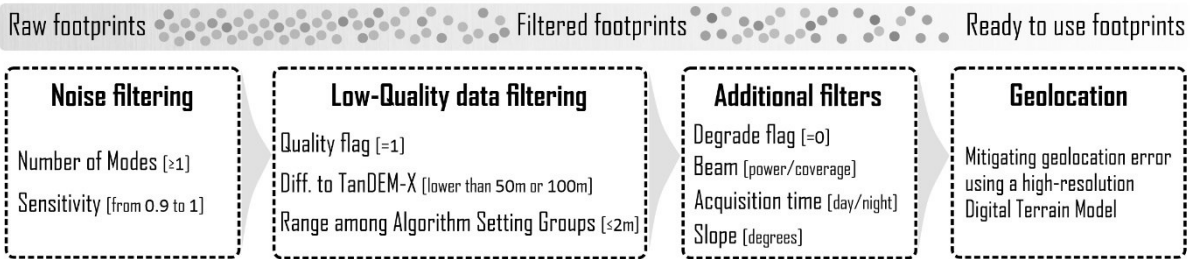 Raw footprints Filtered footprints Ready to use footprints
Noise filtering
Number of Modes [≥1]
Sensitivity [from 0.9 to 1]
Low-Quality data filtering
Quality flag [=1]
Diff. to TanDEM-X [lower than 50m or 100m]
Range among Algorithm Setting Groups [≤2m]
Additional filters
Degrade flag [=0]
Beam [power/coverage]
Acquisition time [day/night]
Slope [degrees]
Geolocation
Mitigating geolocation error
using a high-resolution
Digital Terrain Model